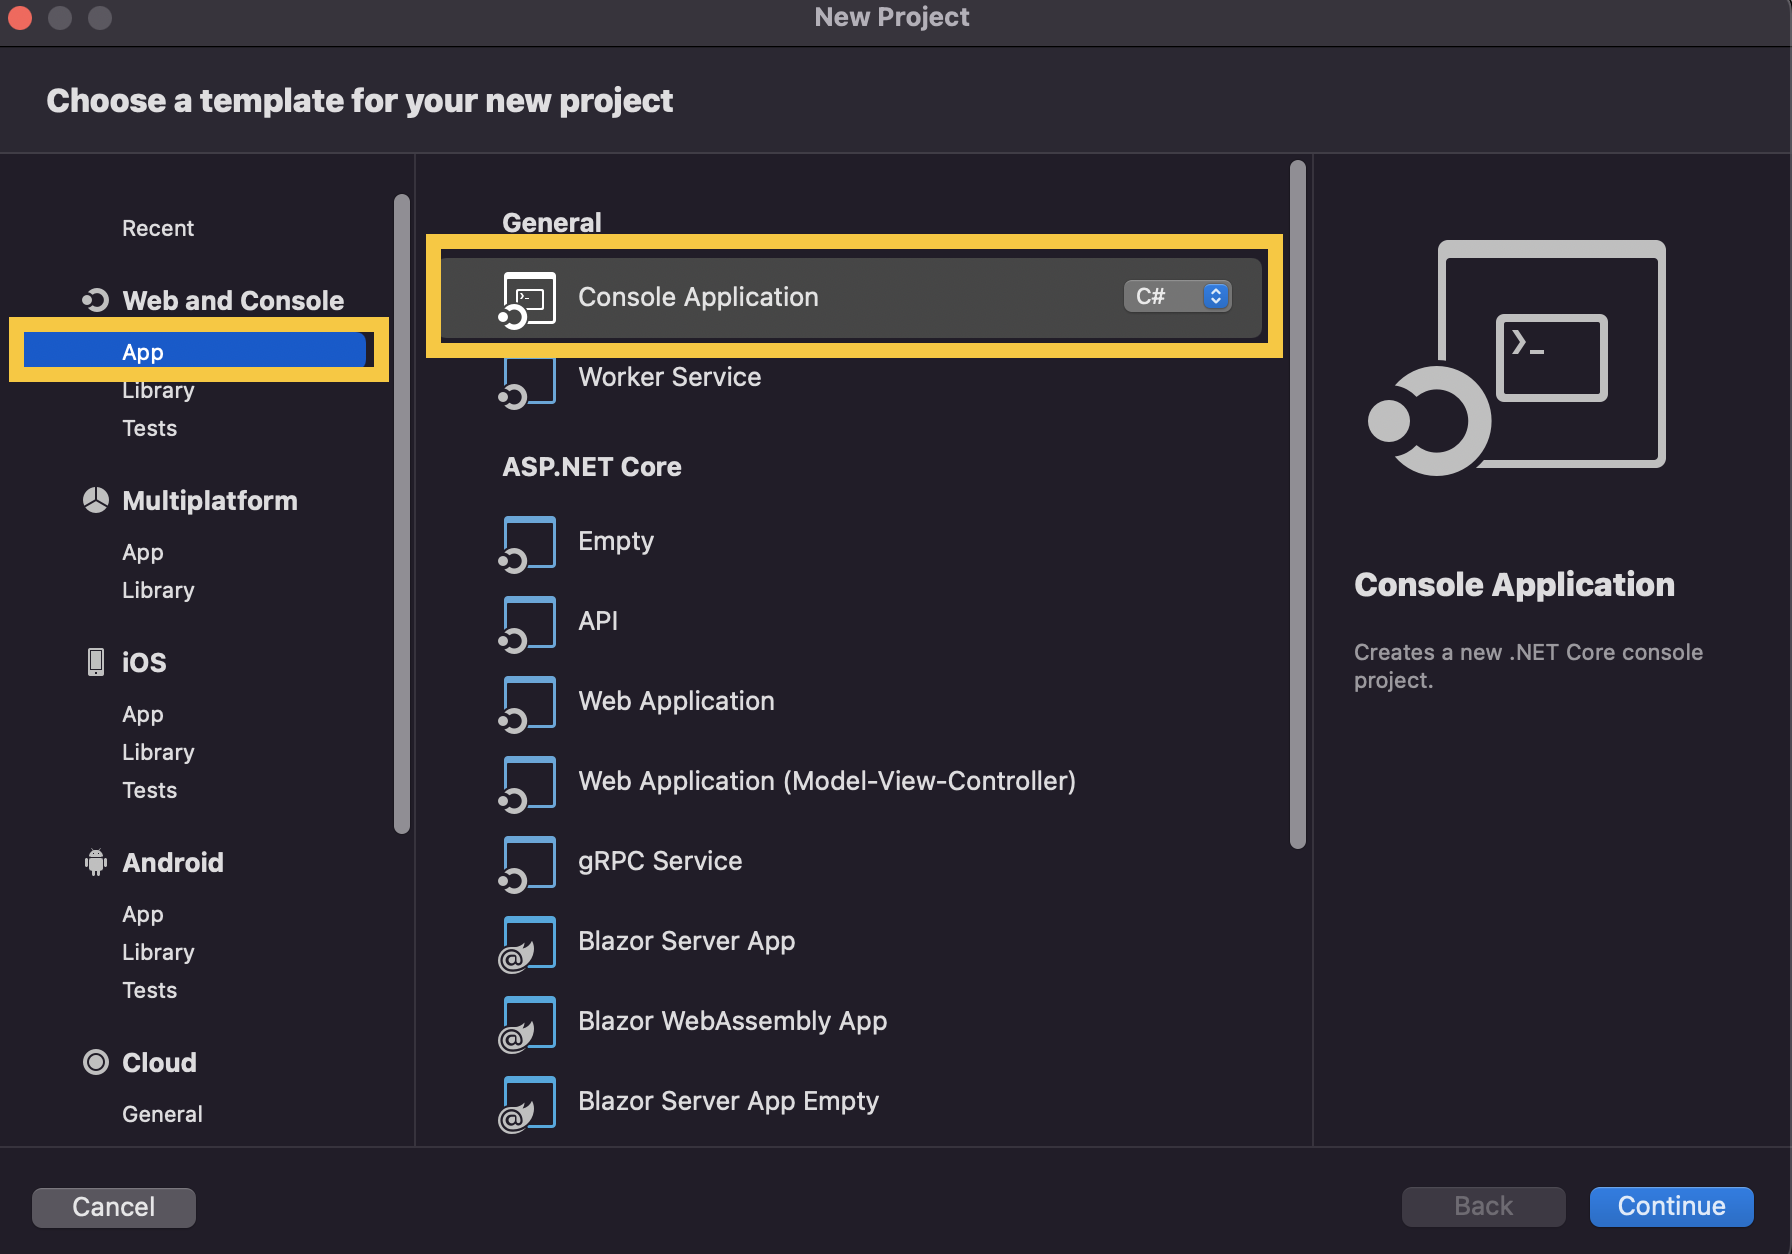 New Project
Choose a template for your new project
Recent
Web and Console
App
Library
Tests
Multiplatform
App
Library
iOS
App
Library
Tests
Android
App
Library
Tests
Cloud
General
General
Console Application
C#
Worker Service
ASP.NET Core
Empty
API
Web Application
Web Application (Model-View-Controller)
gRPC Service
Blazor Server App
Blazor WebAssembly App
Blazor Server App Empty
Console Application
Creates a new .NET Core console
project.
Cancel
Back
Continue